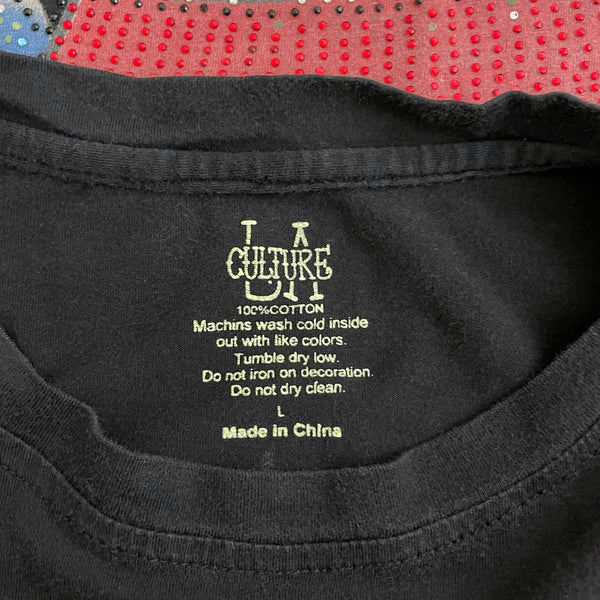 LA
CULTURE
100%COTTON
Machins wash cold inside
out with like colors.
Tumble dry low.
Do not iron on decoration.
Do not dry clean.
L
Made in China